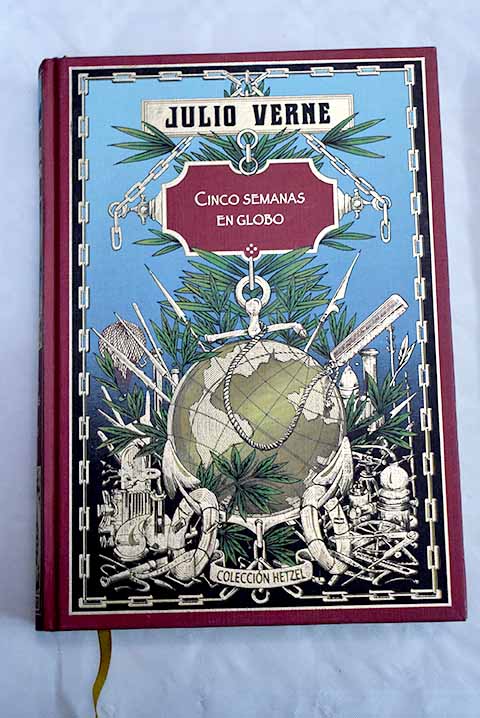 JULIO VERNE
CINCO SEMANAS
EN GLOBO
COLECCIÓN HETZEL